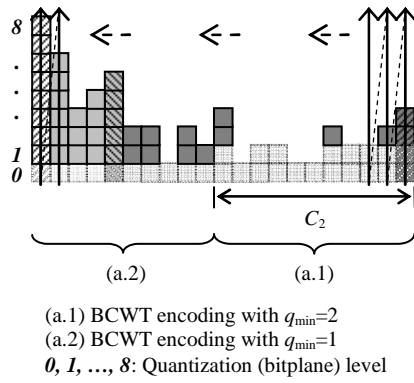 8
.
.
.
1
0
C2
(a.2) (a.1)
(a.1) BCWT encoding with qmin=2
(a.2) BCWT encoding with qmin=1
0, 1, ..., 8: Quantization (bitplane) level